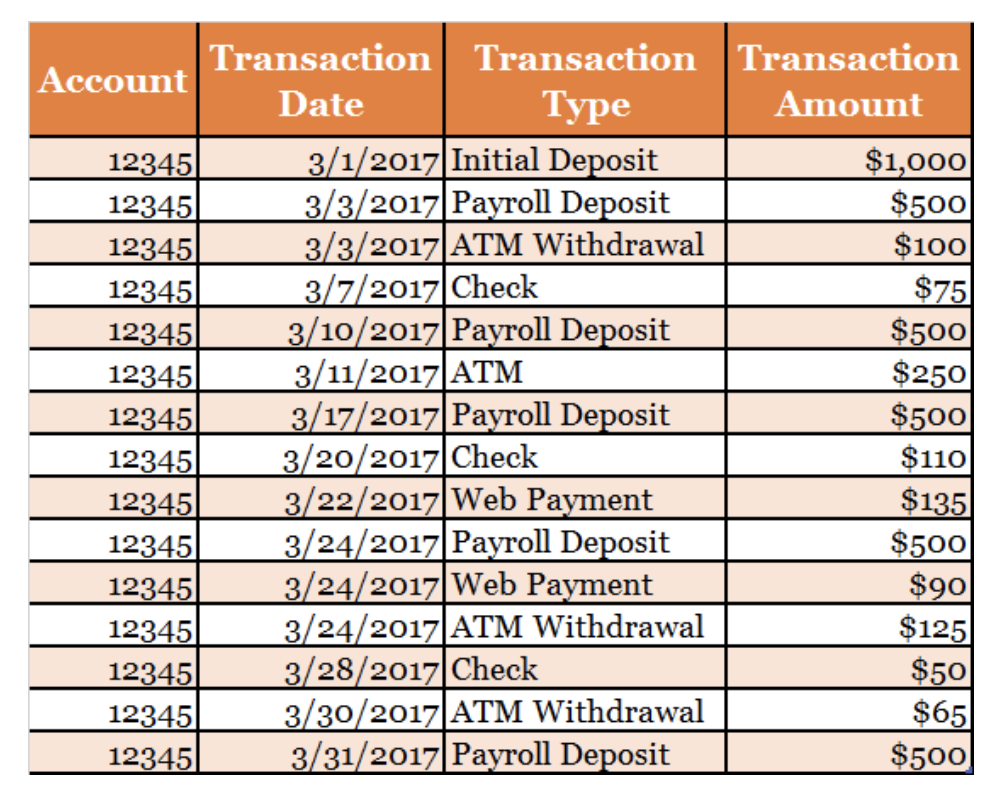 Account Transaction Date Transaction Type Transaction Amount
12345 3/1/2017 Initial Deposit $1,000
12345 3/3/2017 Payroll Deposit $500
12345 3/3/2017 ATM Withdrawal $100
12345 3/7/2017 Check $75
12345 3/10/2017 Payroll Deposit $500
12345 3/11/2017 ATM $250
12345 3/17/2017 Payroll Deposit $500
12345 3/20/2017 Check $110
12345 3/22/2017 Web Payment $135
12345 3/24/2017 Payroll Deposit $500
12345 3/24/2017 Web Payment $90
12345 3/24/2017 ATM Withdrawal $125
12345 3/28/2017 Check $50
12345 3/30/2017 ATM Withdrawal $65
12345 3/31/2017 Payroll Deposit $500